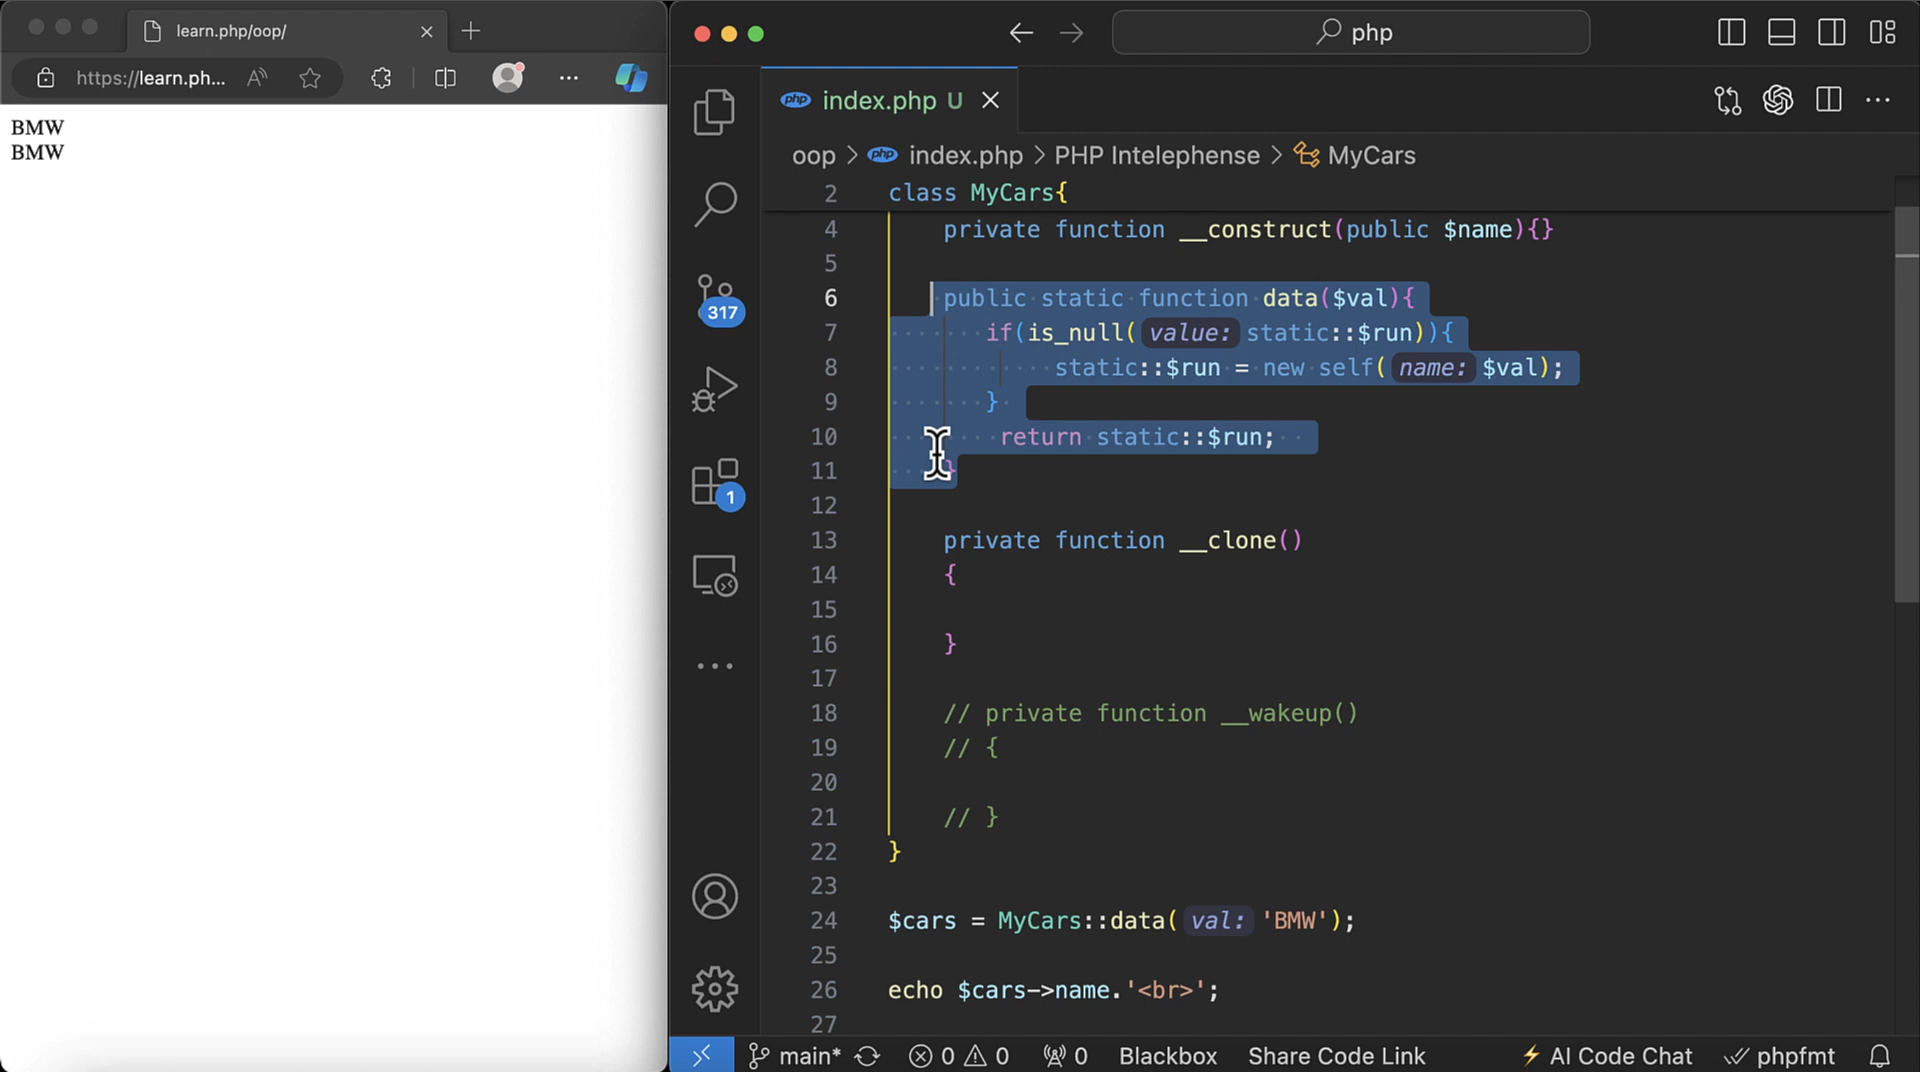 learn.php/oop/
https://learn.ph...
BMW
BMW
php
index.php U
oop > php index.php > PHP Intelephense > MyCars
2 class MyCars{
4 private function __construct(public $name){}
5
6 public static function data($val){
7 if(is_null( value: static::$run)){
8 static::$run = new self( name: $val);
9 }
10 return static::$run;
11 }
12
13 private function __clone()
14 {
15
16 }
17
18 // private function __wakeup()
19 // {
20
21 // }
22 }
23
24 $cars = MyCars::data( val: 'BMW');
25
26 echo $cars->name.'<br>';
27
317
1
main* 0 0 0 Blackbox Share Code Link AI Code Chat phpfmt